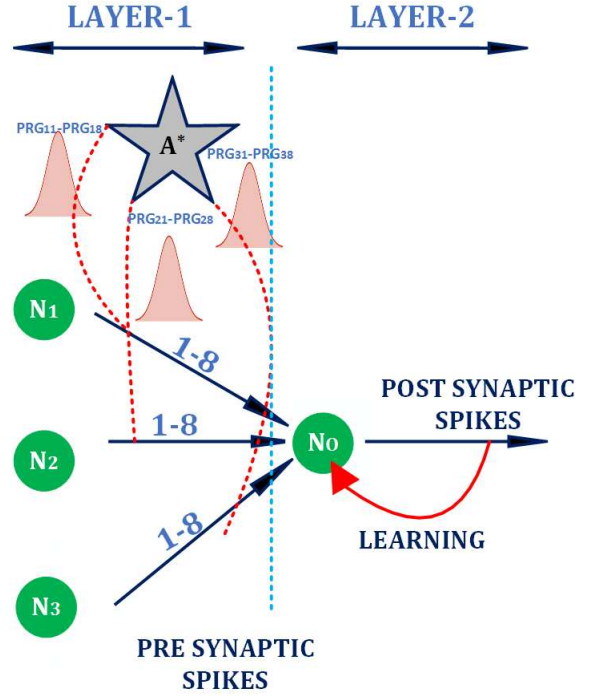 LAYER-1
LAYER-2
PRG11-PRG18
A*
PRG31-PRG38
PRG21-PRG28
N1
1-8
POST SYNAPTIC
SPIKES
N2
1-8
NO
1-8
LEARNING
N3
PRE SYNAPTIC
SPIKES